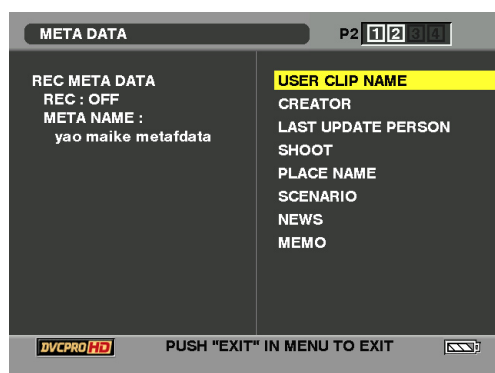 META DATA
P2 1 2 3 4
REC META DATA
REC : OFF
META NAME :
yao maike metafdata
USER CLIP NAME
CREATOR
LAST UPDATE PERSON
SHOOT
PLACE NAME
SCENARIO
NEWS
MEMO
DVCPRO HD
PUSH "EXIT" IN MENU TO EXIT